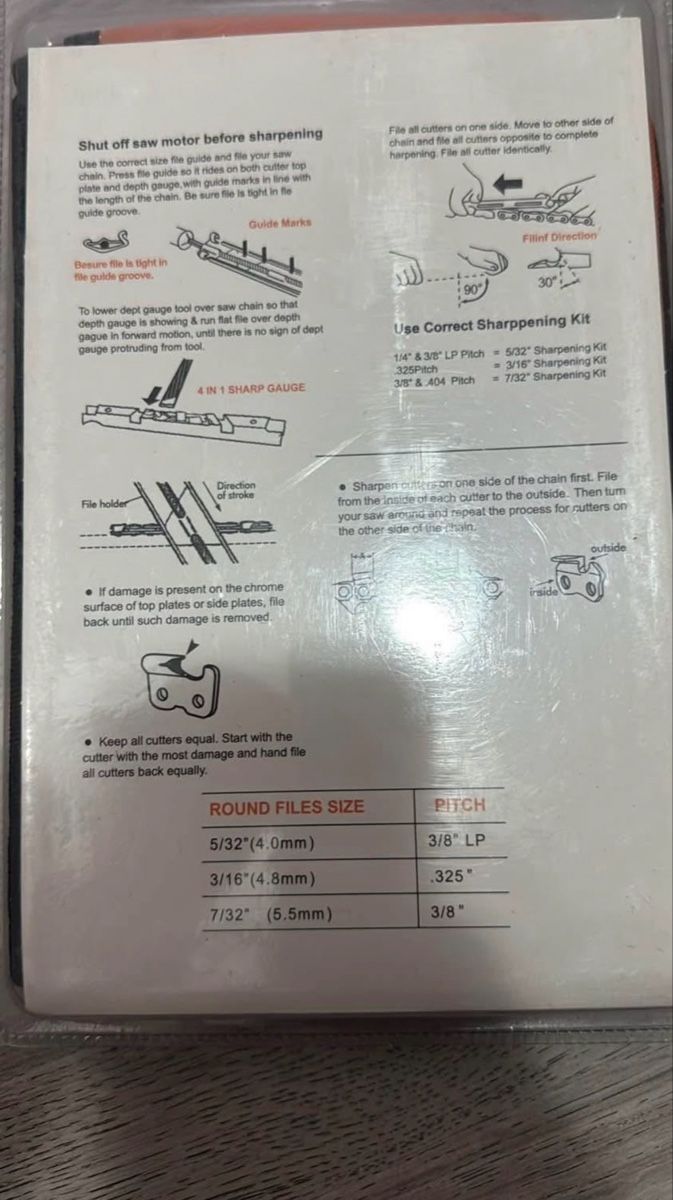 Shut off saw motor before sharpening
Use the correct size file guide and file your saw
chain. Press file guide so it rides on both cutter top
plate and depth gauge,with guide marks in line with
the length of the chain. Be sure file is tight in file
guide groove.
Guide Marks
Besure file is tight in
file guide groove.
To lower dept gauge tool over saw chain so that
depth gauge is showing & run flat file over depth
gague in forward motion, until there is no sign of dept
gauge protruding from tool.
4 IN 1 SHARP GAUGE
File holder
Direction
of stroke
• If damage is present on the chrome
surface of top plates or side plates, file
back until such damage is removed.
• Keep all cutters equal. Start with the
cutter with the most damage and hand file
all cutters back equally.
File all cutters on one side. Move to other side of
chain and file all cutters opposite to complete
harpening. File all cutter identically.
Filinf Direction
90°
30°
Use Correct Sharppening Kit
1/4" & 3/8" LP Pitch = 5/32" Sharpening Kit
.325Pitch = 3/16" Sharpening Kit
3/8" & .404 Pitch = 7/32" Sharpening Kit
• Sharpen cutters on one side of the chain first. File
from the inside of each cutter to the outside. Then turn
your saw around and repeat the process for cutters on
the other side of the chain.
A
outside
inside
ROUND FILES SIZE PITCH
5/32"(4.0mm) 3/8" LP
3/16"(4.8mm) .325"
7/32" (5.5mm) 3/8"